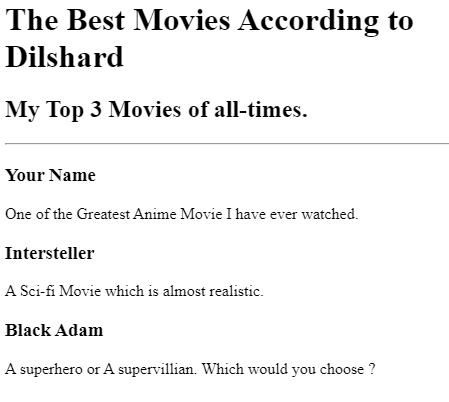 The Best Movies According to
Dilshard
My Top 3 Movies of all-times.
Your Name
One of the Greatest Anime Movie I have ever watched.
Intersteller
A Sci-fi Movie which is almost realistic.
Black Adam
A superhero or A supervillian. Which would you choose ?